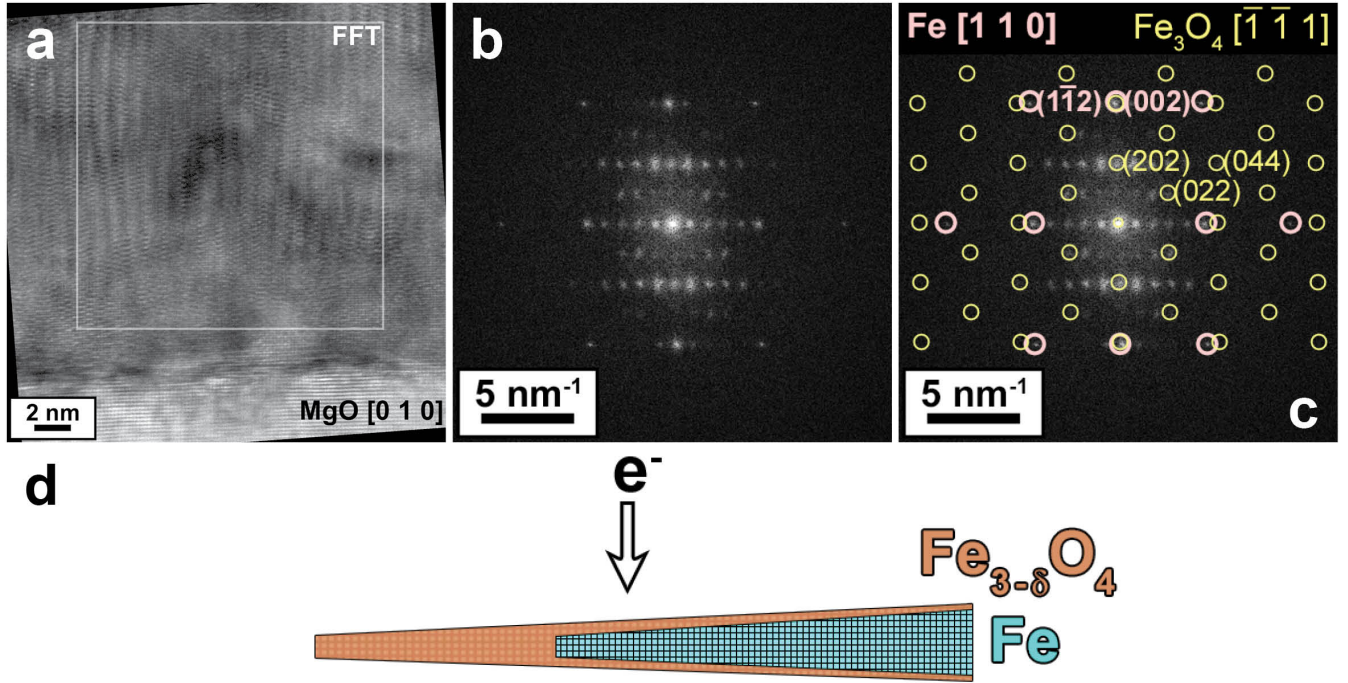 a
FFT
2 nm
MgO [0 1 0]
b
5 nm⁻¹
Fe [1 1 0]
Fe₃O₄ [1̅ 1̅ 1]
(11̅2)
(002)
(202)
(044)
(022)
5 nm⁻¹
c
d
e⁻
Fe₃₋δO₄
Fe